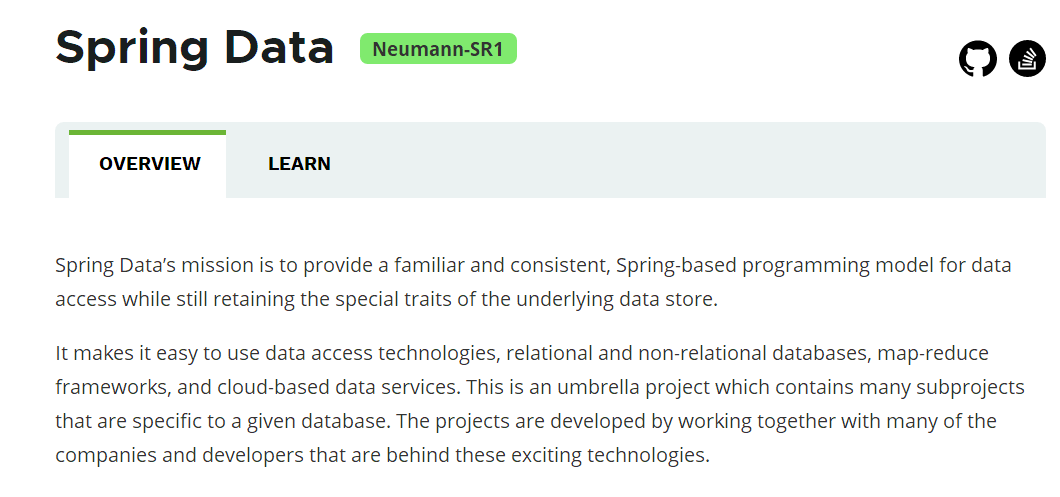 Spring Data Neumann-SR1
OVERVIEW LEARN
Spring Data’s mission is to provide a familiar and consistent, Spring-based programming model for data
access while still retaining the special traits of the underlying data store.
It makes it easy to use data access technologies, relational and non-relational databases, map-reduce
frameworks, and cloud-based data services. This is an umbrella project which contains many subprojects
that are specific to a given database. The projects are developed by working together with many of the
companies and developers that are behind these exciting technologies.